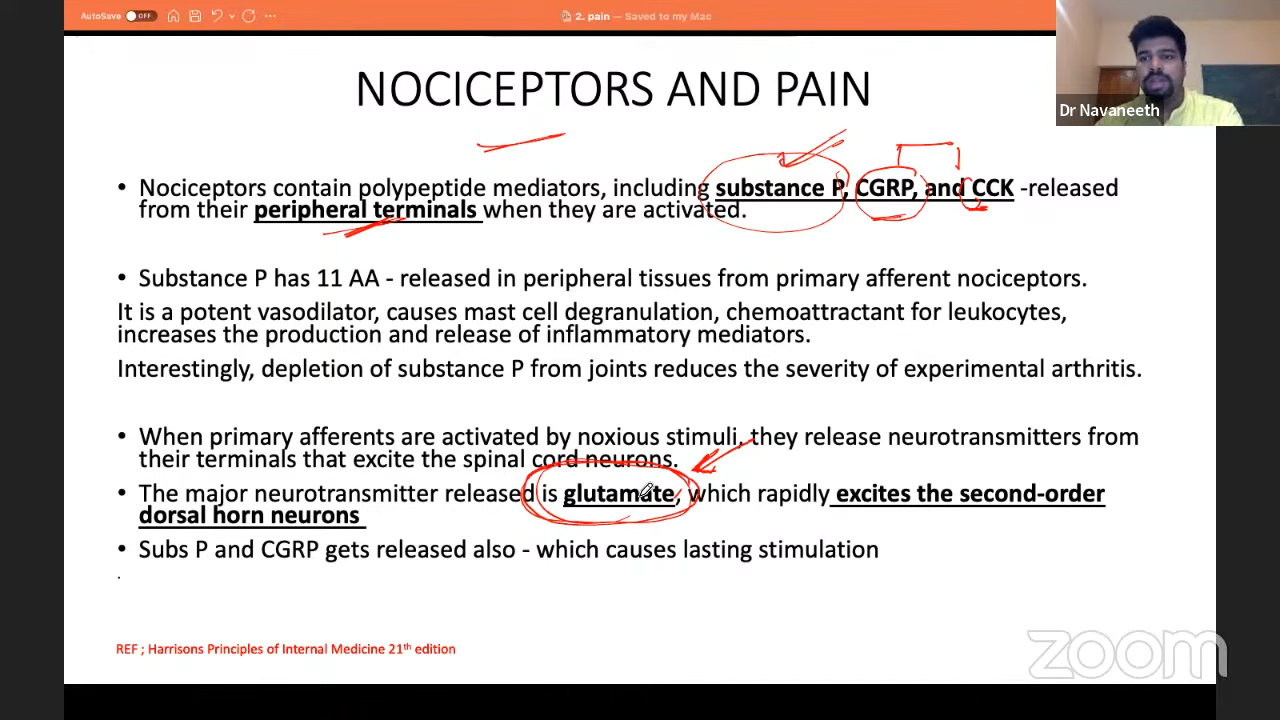 AutoSave OFF
2. pain — Saved to my Mac
Dr Navaneeth
NOCICEPTORS AND PAIN
• Nociceptors contain polypeptide mediators, including substance P, CGRP, and CCK -released
from their peripheral terminals when they are activated.
• Substance P has 11 AA - released in peripheral tissues from primary afferent nociceptors.
It is a potent vasodilator, causes mast cell degranulation, chemoattractant for leukocytes,
increases the production and release of inflammatory mediators.
Interestingly, depletion of substance P from joints reduces the severity of experimental arthritis.
• When primary afferents are activated by noxious stimuli, they release neurotransmitters from
their terminals that excite the spinal cord neurons.
• The major neurotransmitter released is glutamate, which rapidly excites the second-order
dorsal horn neurons
• Subs P and CGRP gets released also - which causes lasting stimulation
.
REF ; Harrisons Principles of Internal Medicine 21th edition
zoom